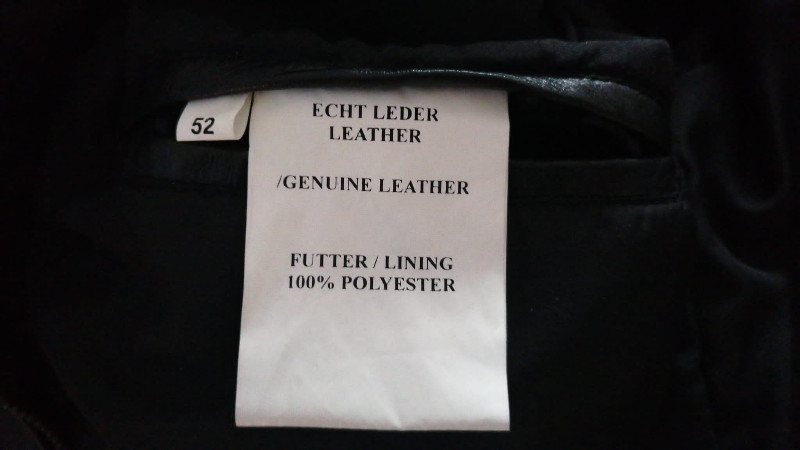 52
ECHT LEDER
LEATHER
/GENUINE LEATHER
FUTTER / LINING
100% POLYESTER